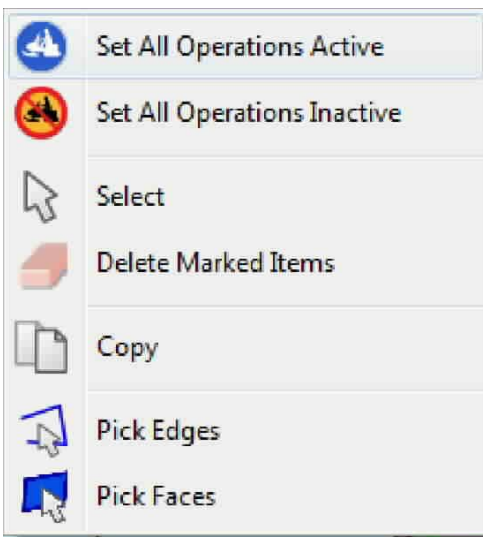 Set All Operations Active
Set All Operations Inactive
Select
Delete Marked Items
Copy
Pick Edges
Pick Faces